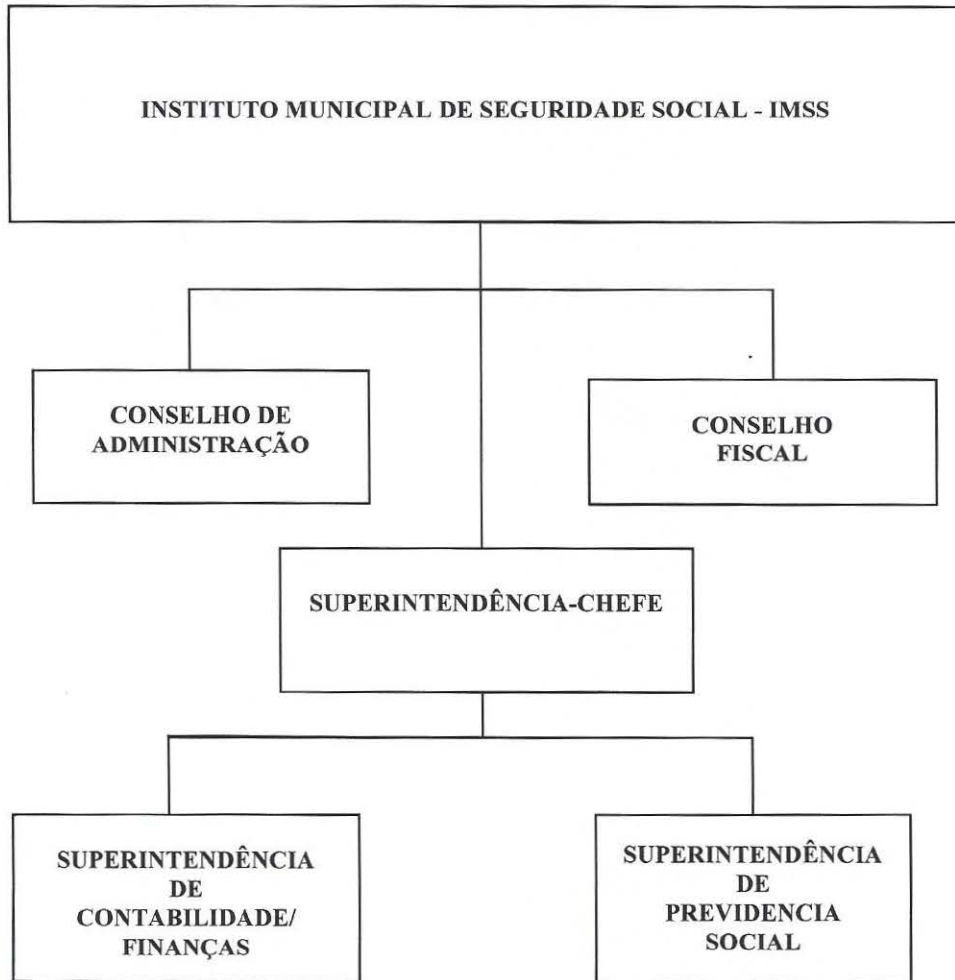 INSTITUTO MUNICIPAL DE SEGURIDADE SOCIAL - IMSS
CONSELHO DE
ADMINISTRAÇÃO
CONSELHO
FISCAL
SUPERINTENDÊNCIA-CHEFE
SUPERINTENDÊNCIA
DE
CONTABILIDADE/
FINANÇAS
SUPERINTENDÊNCIA
DE
PREVIDENCIA
SOCIAL